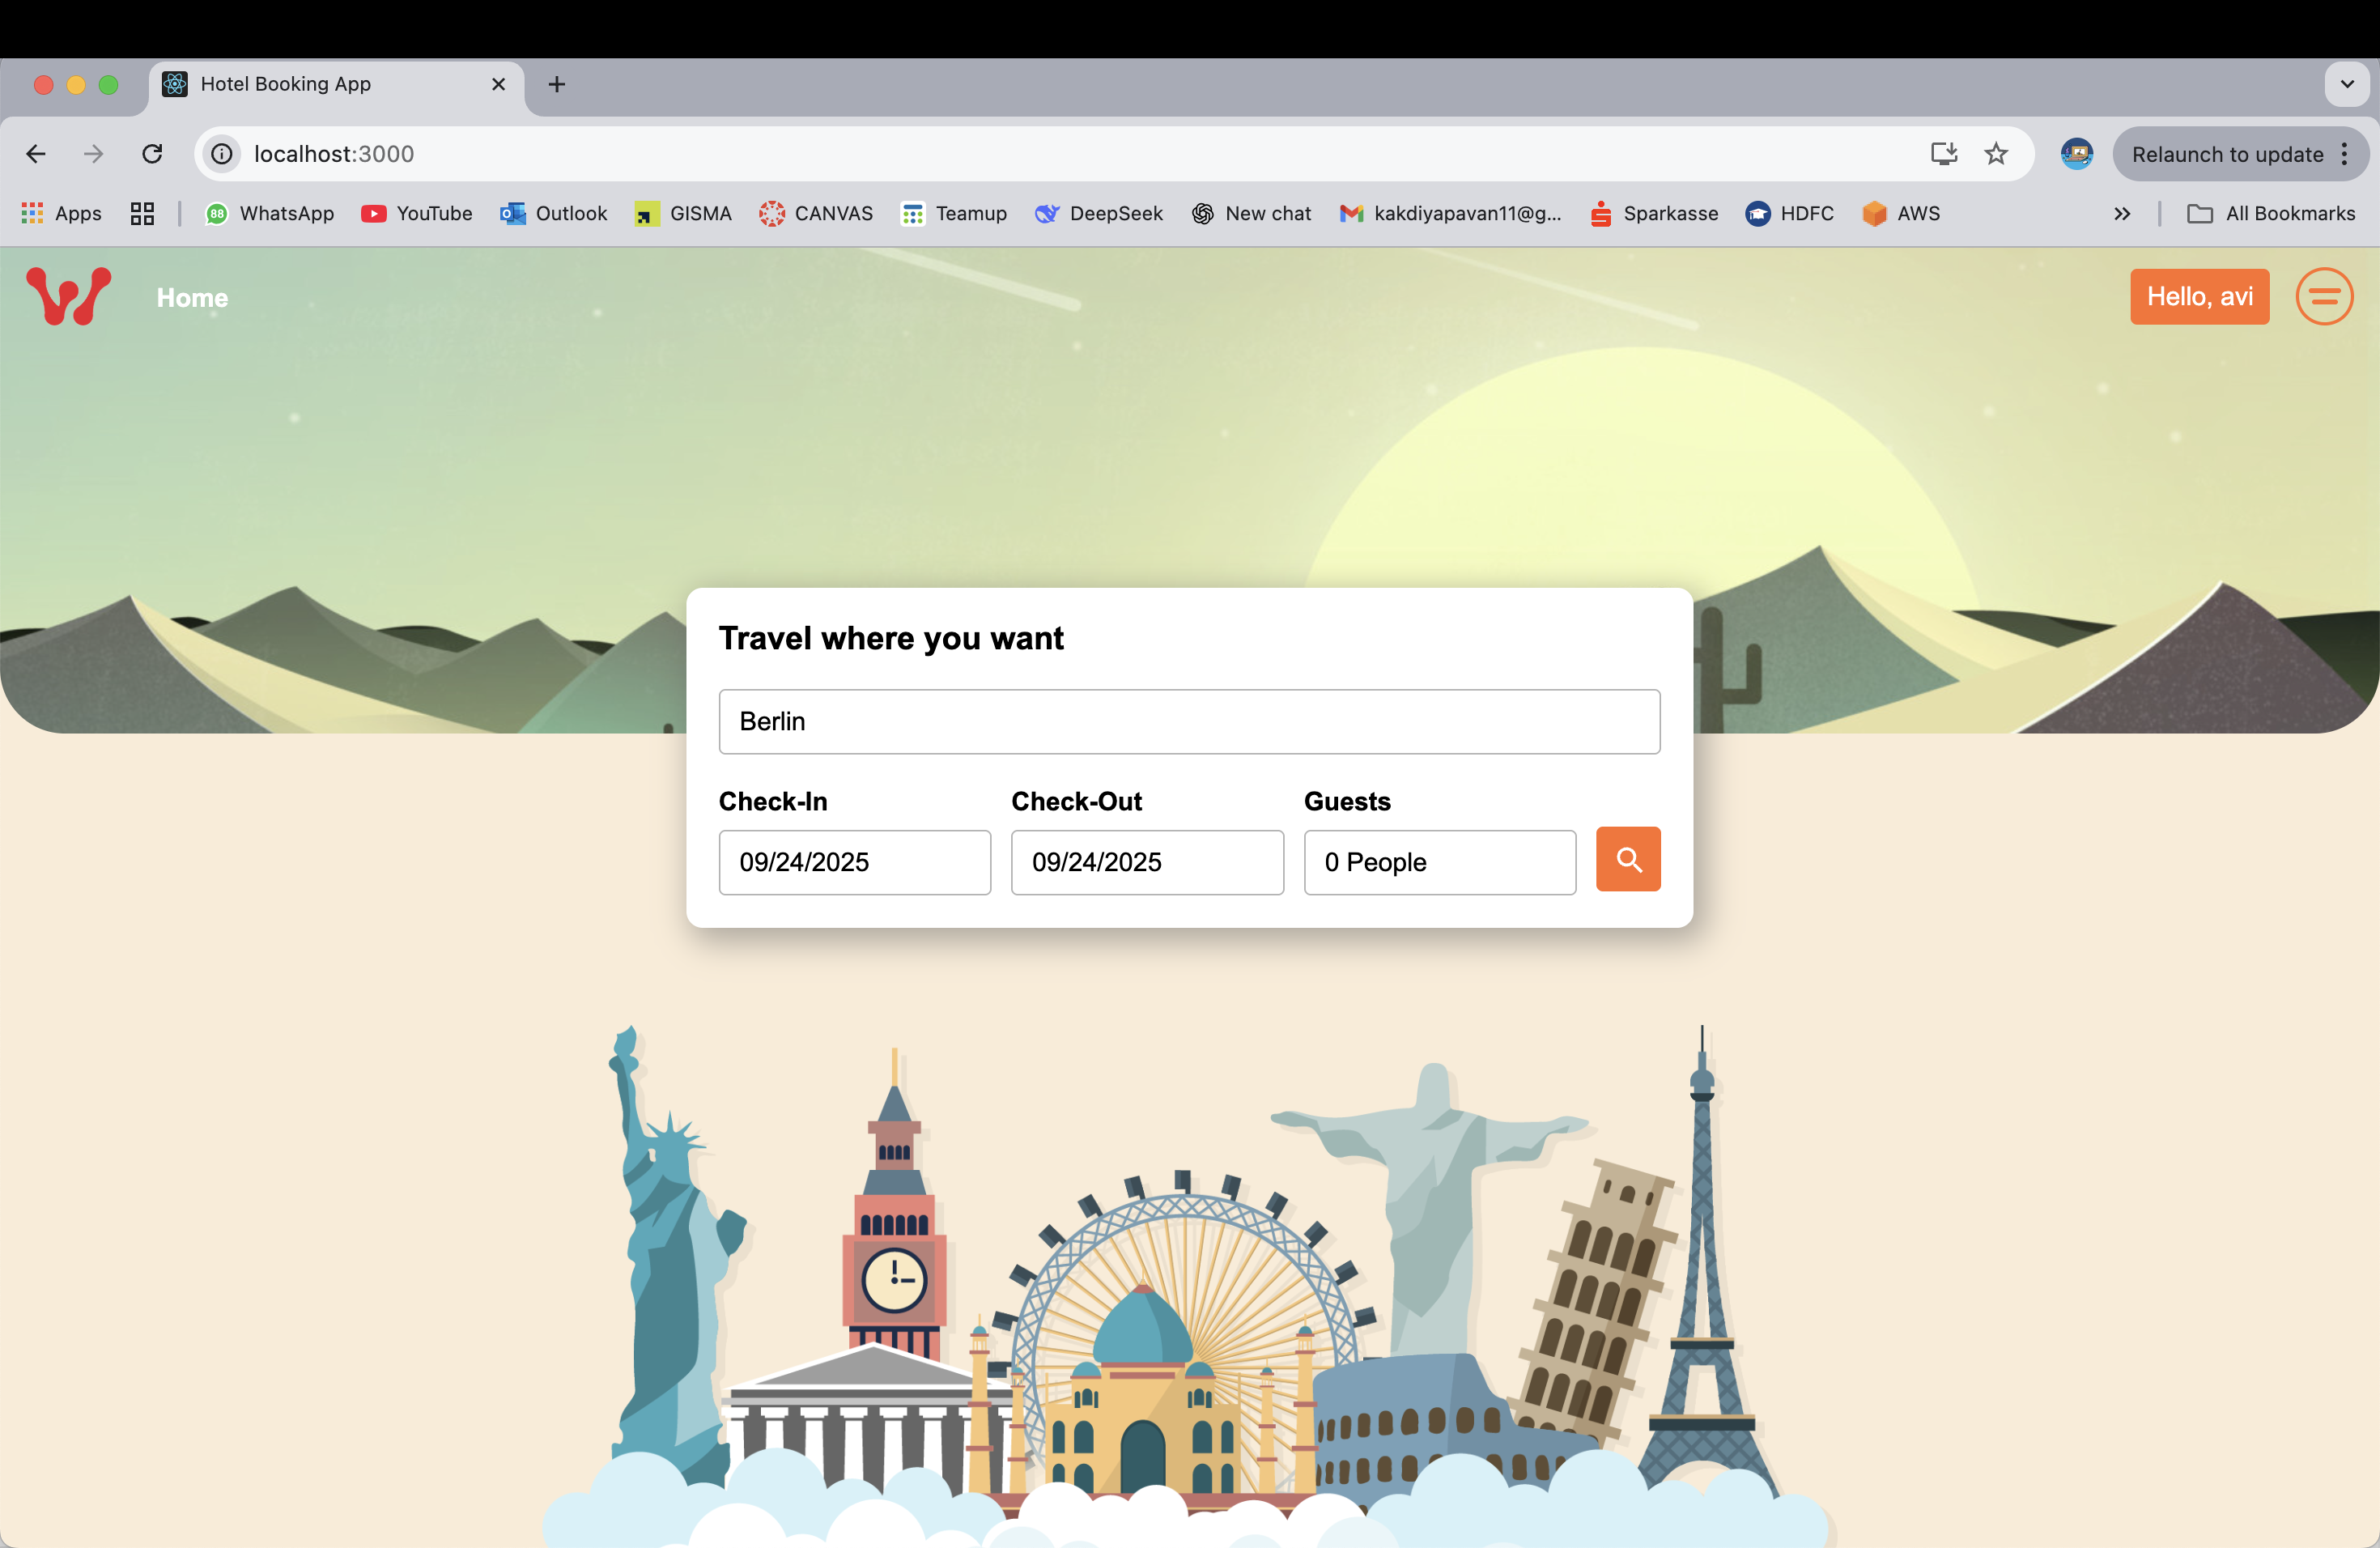 Hotel Booking App
localhost:3000
Relaunch to update
Apps WhatsApp YouTube Outlook GISMA CANVAS Teamup DeepSeek New chat kakdiyapavan11@g... Sparkasse HDFC AWS All Bookmarks
Home Hello, avi
Travel where you want
Berlin
Check-In Check-Out Guests
09/24/2025 09/24/2025 0 People